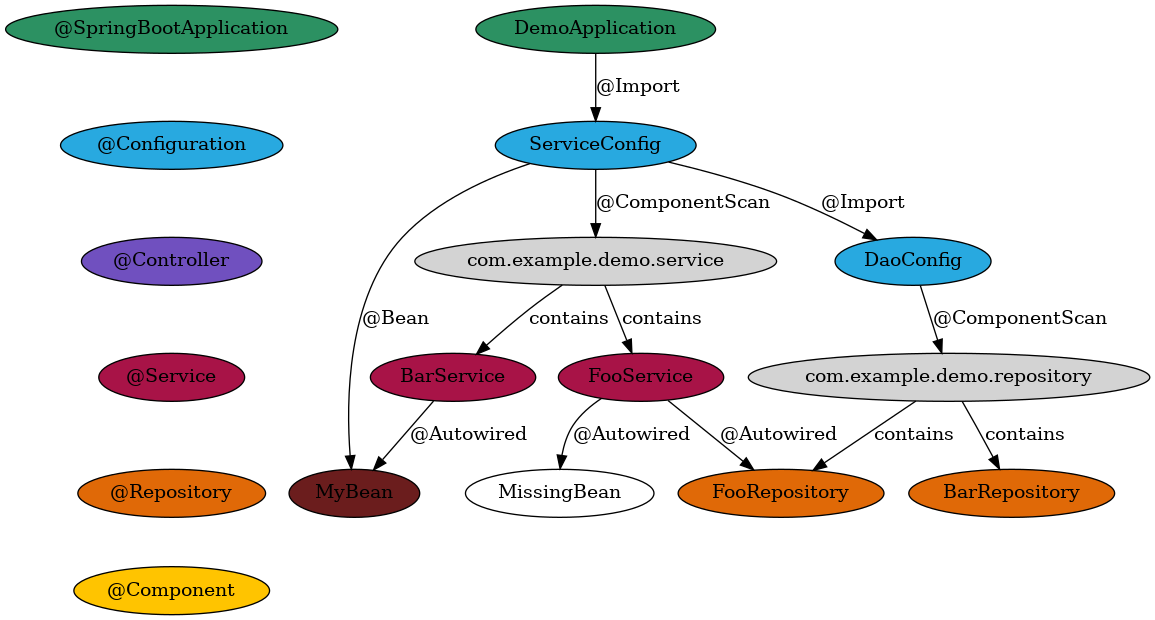 @SpringBootApplication
DemoApplication
@Import
@Configuration
ServiceConfig
@ComponentScan
@Import
@Controller
com.example.demo.service
DaoConfig
@Bean
contains
contains
@ComponentScan
@Service
BarService
FooService
com.example.demo.repository
@Autowired
@Autowired
@Autowired
contains
contains
@Repository
MyBean
MissingBean
FooRepository
BarRepository
@Component